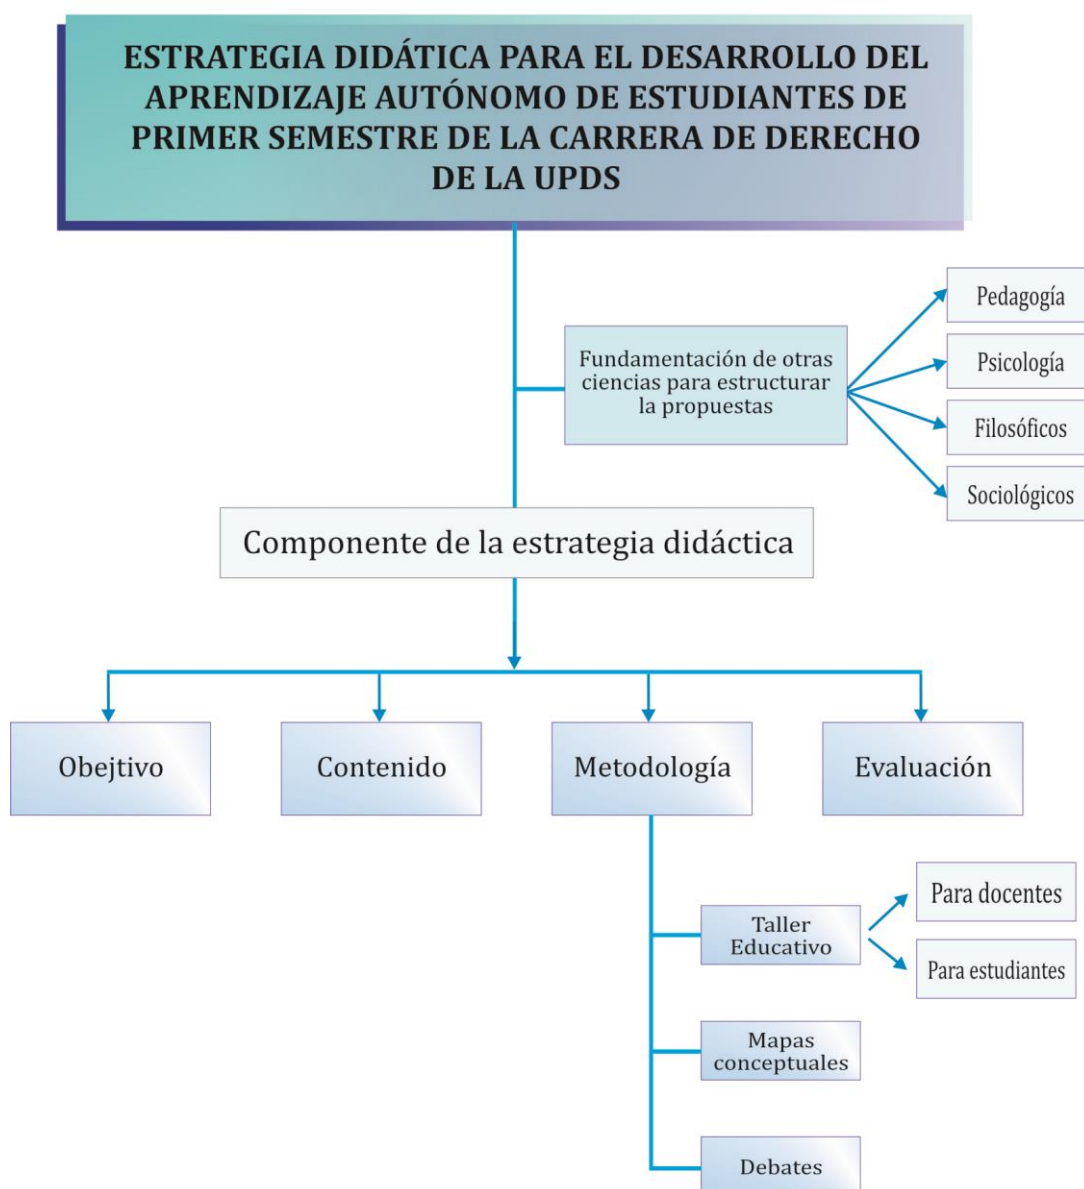 ESTRATEGIA DIDÁTICA PARA EL DESARROLLO DEL
APRENDIZAJE AUTÓNOMO DE ESTUDIANTES DE
PRIMER SEMESTRE DE LA CARRERA DE DERECHO
DE LA UPDS
Fundamentación de otras
ciencias para estructurar
la propuestas
Pedagogía
Psicología
Filosóficos
Sociológicos
Componente de la estrategia didáctica
Obejtivo
Contenido
Metodología
Evaluación
Taller
Educativo
Para docentes
Para estudiantes
Mapas
conceptuales
Debates